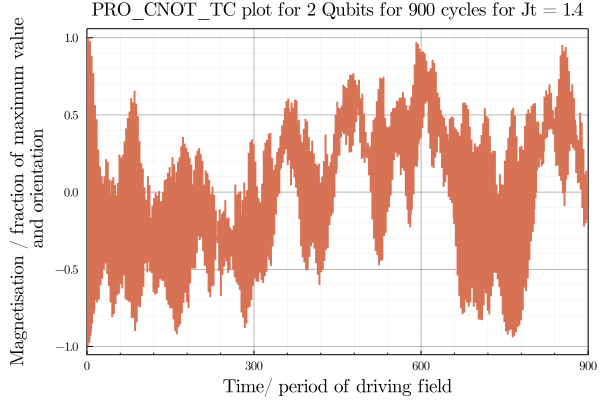 PRO_CNOT_TC plot for 2 Qubits for 900 cycles for Jt = 1.4
Magnetisation / fraction of maximum value
and orientation
1.0
0.5
0.0
−0.5
−1.0
0
300
600
900
Time/ period of driving field